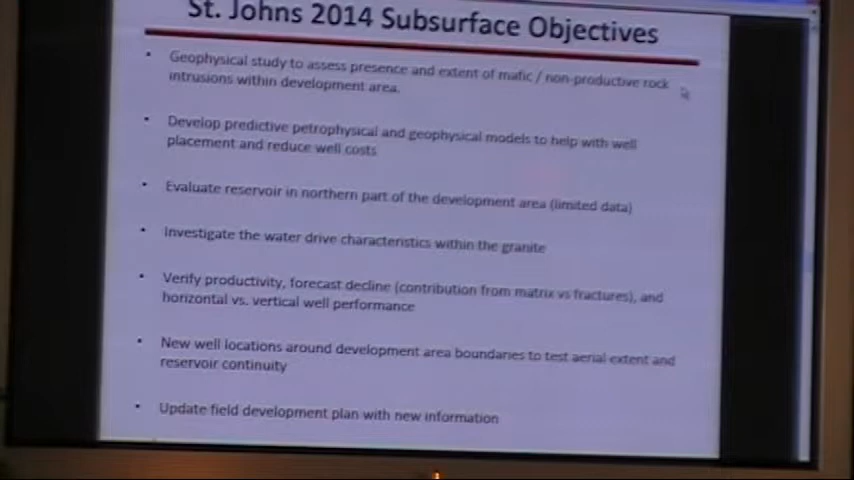 St. Johns 2014 Subsurface Objectives
• Geophysical study to assess presence and extent of mafic / non-productive rock
intrusions within development area.
• Develop predictive petrophysical and geophysical models to help with well
placement and reduce well costs
• Evaluate reservoir in northern part of the development area (limited data)
• Investigate the water drive characteristics within the granite
• Verify productivity, forecast decline (contribution from matrix vs fractures), and
horizontal vs. vertical well performance
• New well locations around development area boundaries to test aerial extent and
reservoir continuity
• Update field development plan with new information